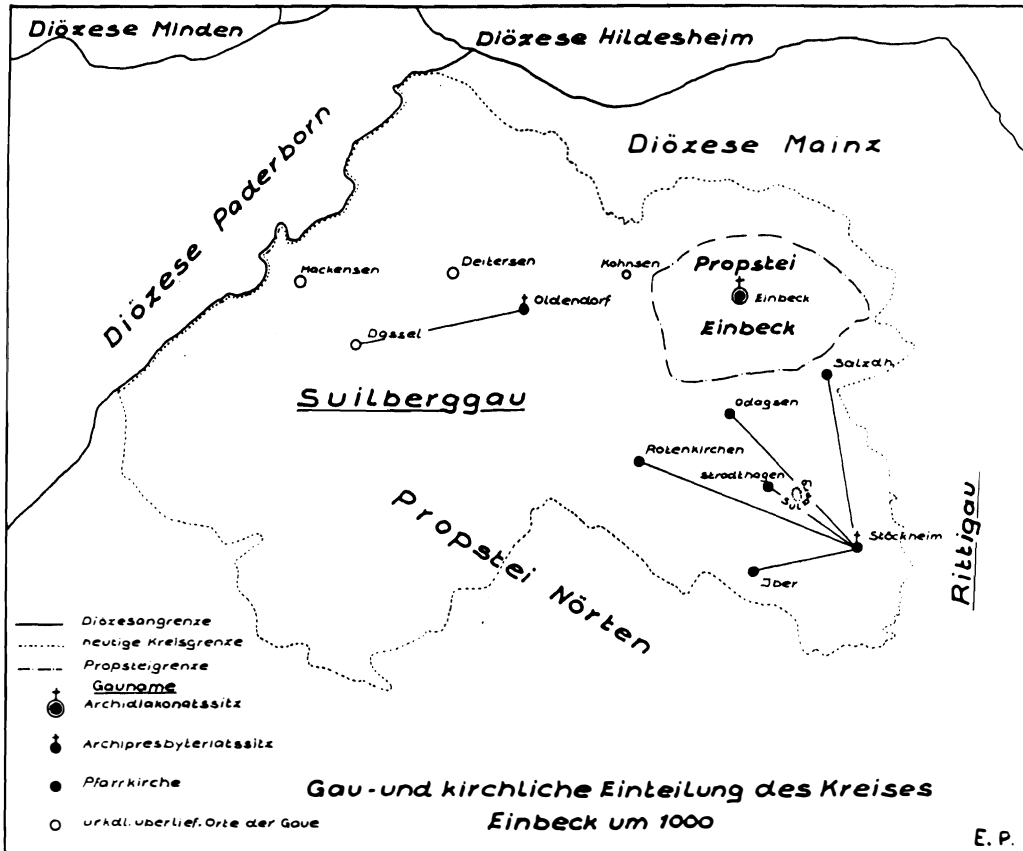 Diözese Minden
Diözese Hildesheim
Diözese Paderborn
Diözese Mainz
Mackensen
Deitersen
Kohnsen
Propstei
Einbeck
Einbeck
Oldendorf
Dassel
Salzdh.
Suilberggau
Odagsen
Rotenkirchen
Stradthagen
Stöckheim
Iber
Rittigau
Propstei Nörten
Diözesangrenze
heutige Kreisgrenze
Propsteigrenze
Gauname
Archidiakonatssitz
Archipresbyteriatssitz
Pfarrkirche
urkdl. überlief. Orte der Gaue
Gau- und kirchliche Einteilung des Kreises
Einbeck um 1000
E. P.